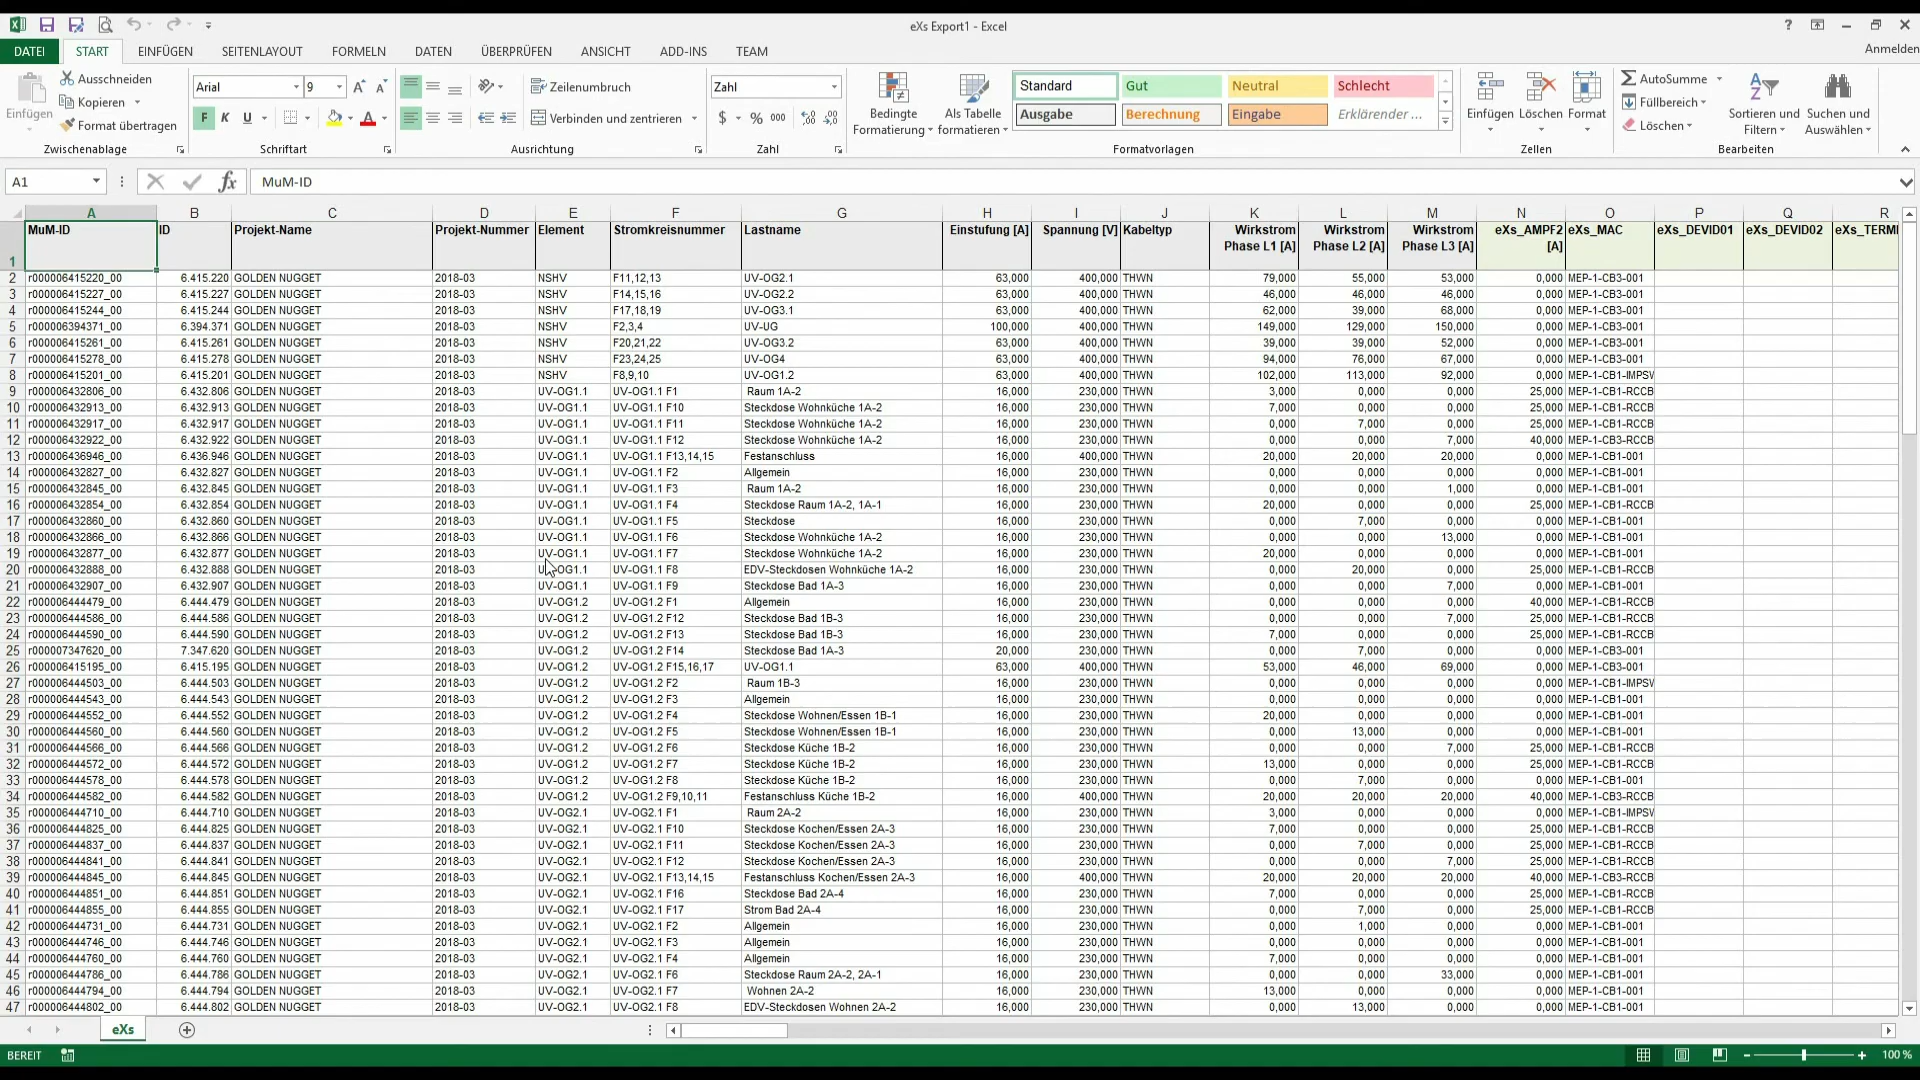 eXs Export1 - Excel
?
Anmelden
DATEI START EINFÜGEN SEITENLAYOUT FORMELN DATEN ÜBERPRÜFEN ANSICHT ADD-INS TEAM
Einfügen
Ausschneiden
Kopieren
Format übertragen
Zwischenablage
Arial 9
F K U
Schriftart
Zeilenumbruch
Verbinden und zentrieren
Ausrichtung
Zahl
$ % 000
Zahl
Bedingte Formatierung
Als Tabelle formatieren
Standard Gut Neutral Schlecht
Ausgabe Berechnung Eingabe Erklärender ...
Formatvorlagen
Einfügen Löschen Format
Zellen
AutoSumme
Füllbereich
Löschen
Sortieren und Filtern
Suchen und Auswählen
Bearbeiten
A1 fx MuM-ID
A B C D E F G H I J K L M N O P Q R
1 MuM-ID ID Projekt-Name Projekt-Nummer Element Stromkreisnummer Lastname Einstufung [A] Spannung [V] Kabeltyp Wirkstrom Phase L1 [A] Wirkstrom Phase L2 [A] Wirkstrom Phase L3 [A] eXs_AMPF2 [A] eXs_MAC eXs_DEVID01 eXs_DEVID02 eXs_TERMI
2 r000006415220_00 6.415.220 GOLDEN NUGGET 2018-03 NSHV F11,12,13 UV-OG2.1 63,000 400,000 THWN 79,000 55,000 53,000 0,000 MEP-1-CB3-001
3 r000006415227_00 6.415.227 GOLDEN NUGGET 2018-03 NSHV F14,15,16 UV-OG2.2 63,000 400,000 THWN 46,000 46,000 46,000 0,000 MEP-1-CB3-001
4 r000006415244_00 6.415.244 GOLDEN NUGGET 2018-03 NSHV F17,18,19 UV-OG3.1 63,000 400,000 THWN 62,000 39,000 68,000 0,000 MEP-1-CB3-001
5 r000006394371_00 6.394.371 GOLDEN NUGGET 2018-03 NSHV F2,3,4 UV-UG 100,000 400,000 THWN 149,000 129,000 150,000 0,000 MEP-1-CB3-001
6 r000006415261_00 6.415.261 GOLDEN NUGGET 2018-03 NSHV F20,21,22 UV-OG3.2 63,000 400,000 THWN 39,000 39,000 52,000 0,000 MEP-1-CB3-001
7 r000006415278_00 6.415.278 GOLDEN NUGGET 2018-03 NSHV F23,24,25 UV-OG4 63,000 400,000 THWN 94,000 76,000 67,000 0,000 MEP-1-CB3-001
8 r000006415201_00 6.415.201 GOLDEN NUGGET 2018-03 NSHV F8,9,10 UV-OG1.2 63,000 400,000 THWN 102,000 113,000 92,000 0,000 MEP-1-CB1-IMPSV
9 r000006432806_00 6.432.806 GOLDEN NUGGET 2018-03 UV-OG1.1 UV-OG1.1 F1 Raum 1A-2 16,000 230,000 THWN 3,000 0,000 0,000 25,000 MEP-1-CB1-RCCB
10 r000006432913_00 6.432.913 GOLDEN NUGGET 2018-03 UV-OG1.1 UV-OG1.1 F10 Steckdose Wohnküche 1A-2 16,000 230,000 THWN 7,000 0,000 0,000 25,000 MEP-1-CB1-RCCB
11 r000006432917_00 6.432.917 GOLDEN NUGGET 2018-03 UV-OG1.1 UV-OG1.1 F11 Steckdose Wohnküche 1A-2 16,000 230,000 THWN 0,000 7,000 0,000 25,000 MEP-1-CB1-RCCB
12 r000006432922_00 6.432.922 GOLDEN NUGGET 2018-03 UV-OG1.1 UV-OG1.1 F12 Steckdose Wohnküche 1A-2 16,000 230,000 THWN 0,000 0,000 7,000 40,000 MEP-1-CB3-RCCB
13 r000006436946_00 6.436.946 GOLDEN NUGGET 2018-03 UV-OG1.1 UV-OG1.1 F13,14,15 Festanschluss 16,000 400,000 THWN 20,000 20,000 20,000 0,000 MEP-1-CB1-001
14 r000006432827_00 6.432.827 GOLDEN NUGGET 2018-03 UV-OG1.1 UV-OG1.1 F2 Allgemein 16,000 230,000 THWN 0,000 0,000 0,000 0,000 MEP-1-CB1-001
15 r000006432845_00 6.432.845 GOLDEN NUGGET 2018-03 UV-OG1.1 UV-OG1.1 F3 Raum 1A-2 16,000 230,000 THWN 0,000 0,000 1,000 0,000 MEP-1-CB1-001
16 r000006432854_00 6.432.854 GOLDEN NUGGET 2018-03 UV-OG1.1 UV-OG1.1 F4 Steckdose Raum 1A-2, 1A-1 16,000 230,000 THWN 20,000 0,000 0,000 25,000 MEP-1-CB1-RCCB
17 r000006432860_00 6.432.860 GOLDEN NUGGET 2018-03 UV-OG1.1 UV-OG1.1 F5 Steckdose 16,000 230,000 THWN 0,000 7,000 0,000 0,000 MEP-1-CB1-001
18 r000006432866_00 6.432.866 GOLDEN NUGGET 2018-03 UV-OG1.1 UV-OG1.1 F6 Steckdose Wohnküche 1A-2 16,000 230,000 THWN 0,000 0,000 13,000 0,000 MEP-1-CB1-001
19 r000006432877_00 6.432.877 GOLDEN NUGGET 2018-03 UV-OG1.1 UV-OG1.1 F7 Steckdose Wohnküche 1A-2 16,000 230,000 THWN 20,000 0,000 0,000 0,000 MEP-1-CB1-001
20 r000006432888_00 6.432.888 GOLDEN NUGGET 2018-03 UV-OG1.1 UV-OG1.1 F8 EDV-Steckdosen Wohnküche 1A-2 16,000 230,000 THWN 0,000 20,000 0,000 25,000 MEP-1-CB1-RCCB
21 r000006432907_00 6.432.907 GOLDEN NUGGET 2018-03 UV-OG1.1 UV-OG1.1 F9 Steckdose Bad 1A-3 16,000 230,000 THWN 0,000 0,000 7,000 0,000 MEP-1-CB1-001
22 r000006444479_00 6.444.479 GOLDEN NUGGET 2018-03 UV-OG1.2 UV-OG1.2 F1 Allgemein 16,000 230,000 THWN 0,000 0,000 0,000 40,000 MEP-1-CB1-RCCB
23 r000006444586_00 6.444.586 GOLDEN NUGGET 2018-03 UV-OG1.2 UV-OG1.2 F12 Steckdose Bad 1B-3 16,000 230,000 THWN 0,000 0,000 7,000 25,000 MEP-1-CB1-RCCB
24 r000006444590_00 6.444.590 GOLDEN NUGGET 2018-03 UV-OG1.2 UV-OG1.2 F13 Steckdose Bad 1B-3 16,000 230,000 THWN 7,000 0,000 0,000 25,000 MEP-1-CB1-RCCB
25 r000007347620_00 7.347.620 GOLDEN NUGGET 2018-03 UV-OG1.2 UV-OG1.2 F14 Steckdose Bad 1A-3 20,000 230,000 THWN 0,000 7,000 0,000 0,000 MEP-1-CB3-001
26 r000006415195_00 6.415.195 GOLDEN NUGGET 2018-03 UV-OG1.2 UV-OG1.2 F15,16,17 UV-OG1.1 63,000 400,000 THWN 53,000 46,000 69,000 0,000 MEP-1-CB3-001
27 r000006444503_00 6.444.503 GOLDEN NUGGET 2018-03 UV-OG1.2 UV-OG1.2 F2 Raum 1B-3 16,000 230,000 THWN 0,000 0,000 0,000 0,000 MEP-1-CB1-IMPSV
28 r000006444543_00 6.444.543 GOLDEN NUGGET 2018-03 UV-OG1.2 UV-OG1.2 F3 Allgemein 16,000 230,000 THWN 0,000 0,000 0,000 0,000 MEP-1-CB1-001
29 r000006444552_00 6.444.552 GOLDEN NUGGET 2018-03 UV-OG1.2 UV-OG1.2 F4 Steckdose Wohnen/Essen 1B-1 16,000 230,000 THWN 20,000 0,000 0,000 0,000 MEP-1-CB1-001
30 r000006444560_00 6.444.560 GOLDEN NUGGET 2018-03 UV-OG1.2 UV-OG1.2 F5 Steckdose Wohnen/Essen 1B-1 16,000 230,000 THWN 0,000 13,000 0,000 0,000 MEP-1-CB1-001
31 r000006444566_00 6.444.566 GOLDEN NUGGET 2018-03 UV-OG1.2 UV-OG1.2 F6 Steckdose Küche 1B-2 16,000 230,000 THWN 0,000 0,000 7,000 25,000 MEP-1-CB1-RCCB
32 r000006444572_00 6.444.572 GOLDEN NUGGET 2018-03 UV-OG1.2 UV-OG1.2 F7 Steckdose Küche 1B-2 16,000 230,000 THWN 13,000 0,000 0,000 25,000 MEP-1-CB1-RCCB
33 r000006444578_00 6.444.578 GOLDEN NUGGET 2018-03 UV-OG1.2 UV-OG1.2 F8 Steckdose Küche 1B-2 16,000 230,000 THWN 0,000 7,000 0,000 0,000 MEP-1-CB1-001
34 r000006444582_00 6.444.582 GOLDEN NUGGET 2018-03 UV-OG1.2 UV-OG1.2 F9,10,11 Festanschluss Küche 1B-2 16,000 400,000 THWN 20,000 20,000 20,000 40,000 MEP-1-CB3-RCCB
35 r000006444710_00 6.444.710 GOLDEN NUGGET 2018-03 UV-OG2.1 UV-OG2.1 F1 Raum 2A-2 16,000 230,000 THWN 3,000 0,000 0,000 0,000 MEP-1-CB1-IMPSV
36 r000006444825_00 6.444.825 GOLDEN NUGGET 2018-03 UV-OG2.1 UV-OG2.1 F10 Steckdose Kochen/Essen 2A-3 16,000 230,000 THWN 7,000 0,000 0,000 25,000 MEP-1-CB1-RCCB
37 r000006444837_00 6.444.837 GOLDEN NUGGET 2018-03 UV-OG2.1 UV-OG2.1 F11 Steckdose Kochen/Essen 2A-3 16,000 230,000 THWN 0,000 7,000 0,000 25,000 MEP-1-CB1-RCCB
38 r000006444841_00 6.444.841 GOLDEN NUGGET 2018-03 UV-OG2.1 UV-OG2.1 F12 Steckdose Kochen/Essen 2A-3 16,000 230,000 THWN 0,000 0,000 7,000 25,000 MEP-1-CB1-RCCB
39 r000006444845_00 6.444.845 GOLDEN NUGGET 2018-03 UV-OG2.1 UV-OG2.1 F13,14,15 Festanschluss Kochen/Essen 2A-3 16,000 400,000 THWN 20,000 20,000 20,000 40,000 MEP-1-CB3-RCCB
40 r000006444851_00 6.444.851 GOLDEN NUGGET 2018-03 UV-OG2.1 UV-OG2.1 F16 Steckdose Bad 2A-4 16,000 230,000 THWN 7,000 0,000 0,000 25,000 MEP-1-CB1-RCCB
41 r000006444855_00 6.444.855 GOLDEN NUGGET 2018-03 UV-OG2.1 UV-OG2.1 F17 Strom Bad 2A-4 16,000 230,000 THWN 0,000 7,000 0,000 25,000 MEP-1-CB1-RCCB
42 r000006444731_00 6.444.731 GOLDEN NUGGET 2018-03 UV-OG2.1 UV-OG2.1 F2 Allgemein 16,000 230,000 THWN 0,000 1,000 0,000 0,000 MEP-1-CB1-001
43 r000006444746_00 6.444.746 GOLDEN NUGGET 2018-03 UV-OG2.1 UV-OG2.1 F3 Allgemein 16,000 230,000 THWN 0,000 0,000 0,000 0,000 MEP-1-CB1-001
44 r000006444760_00 6.444.760 GOLDEN NUGGET 2018-03 UV-OG2.1 UV-OG2.1 F4 Allgemein 16,000 230,000 THWN 7,000 0,000 0,000 0,000 MEP-1-CB1-001
45 r000006444786_00 6.444.786 GOLDEN NUGGET 2018-03 UV-OG2.1 UV-OG2.1 F6 Steckdose Raum 2A-2, 2A-1 16,000 230,000 THWN 0,000 0,000 33,000 0,000 MEP-1-CB1-001
46 r000006444794_00 6.444.794 GOLDEN NUGGET 2018-03 UV-OG2.1 UV-OG2.1 F7 Wohnen 2A-2 16,000 230,000 THWN 13,000 0,000 0,000 0,000 MEP-1-CB1-001
47 r000006444802_00 6.444.802 GOLDEN NUGGET 2018-03 UV-OG2.1 UV-OG2.1 F8 EDV-Steckdosen Wohnen 2A-2 16,000 230,000 THWN 0,000 13,000 0,000 0,000 MEP-1-CB1-001
eXs
BEREIT
100 %